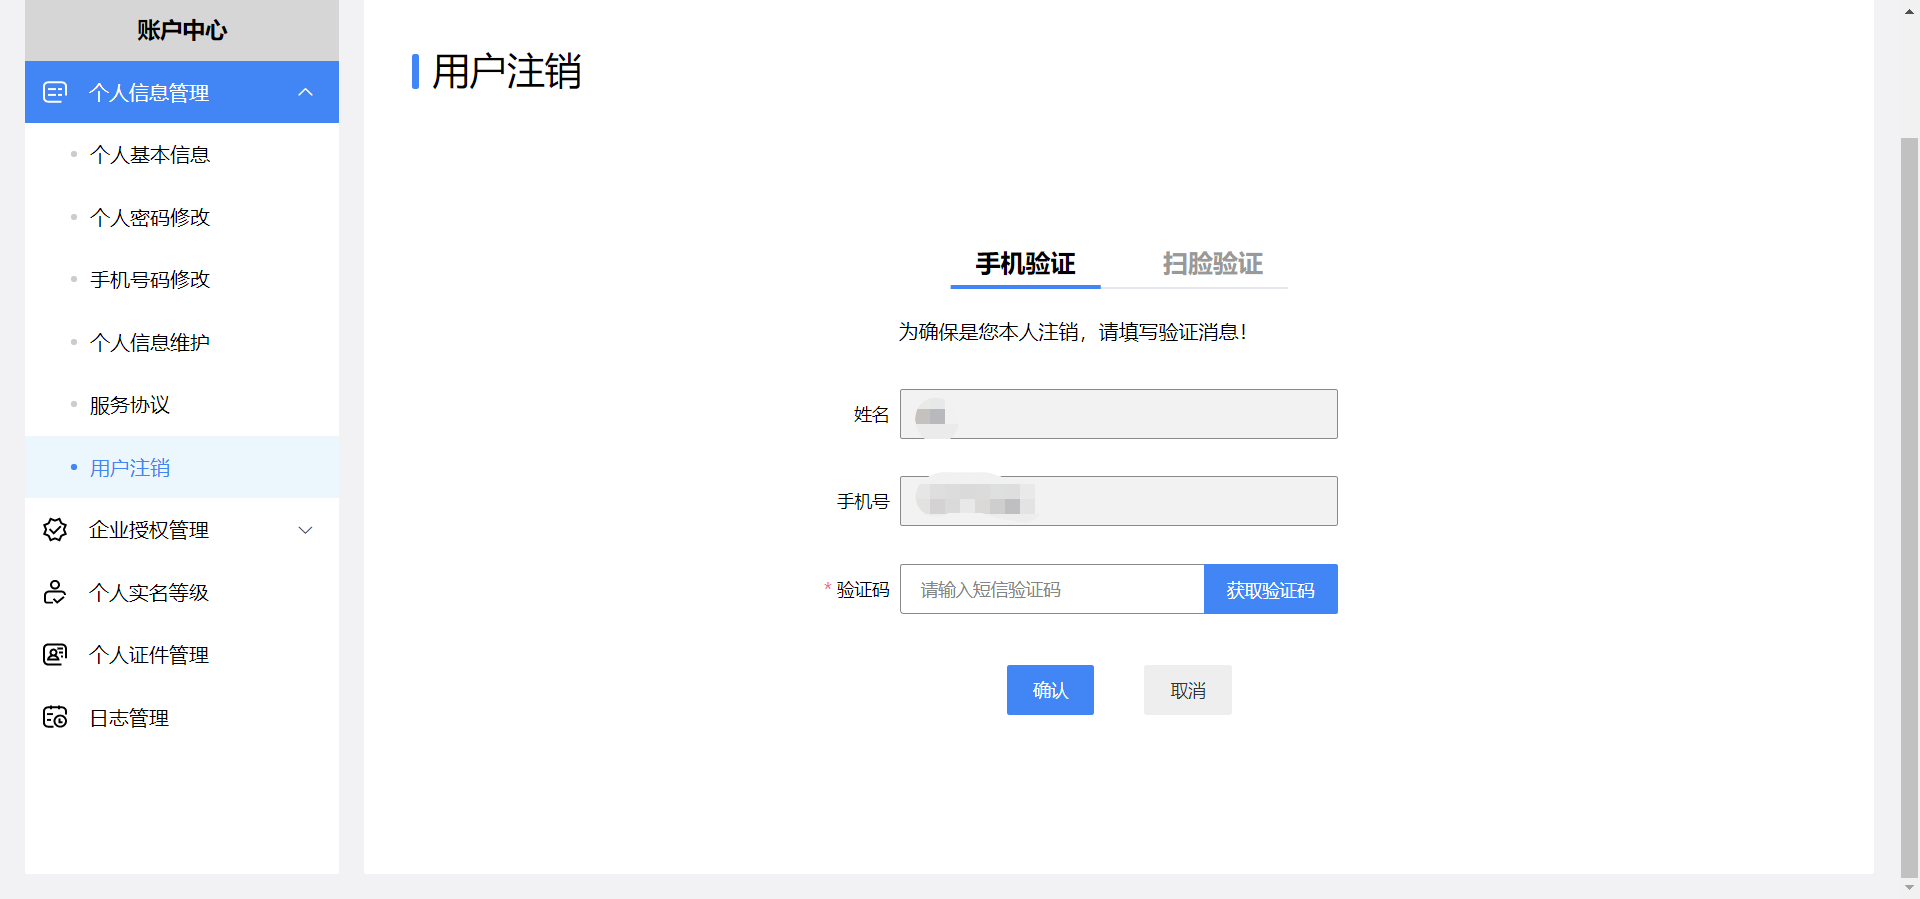 账户中心
个人信息管理
个人基本信息
个人密码修改
手机号码修改
个人信息维护
服务协议
用户注销
企业授权管理
个人实名等级
个人证件管理
日志管理
用户注销
手机验证 扫脸验证
为确保是您本人注销，请填写验证消息！
姓名
手机号
* 验证码 请输入短信验证码 获取验证码
确认 取消